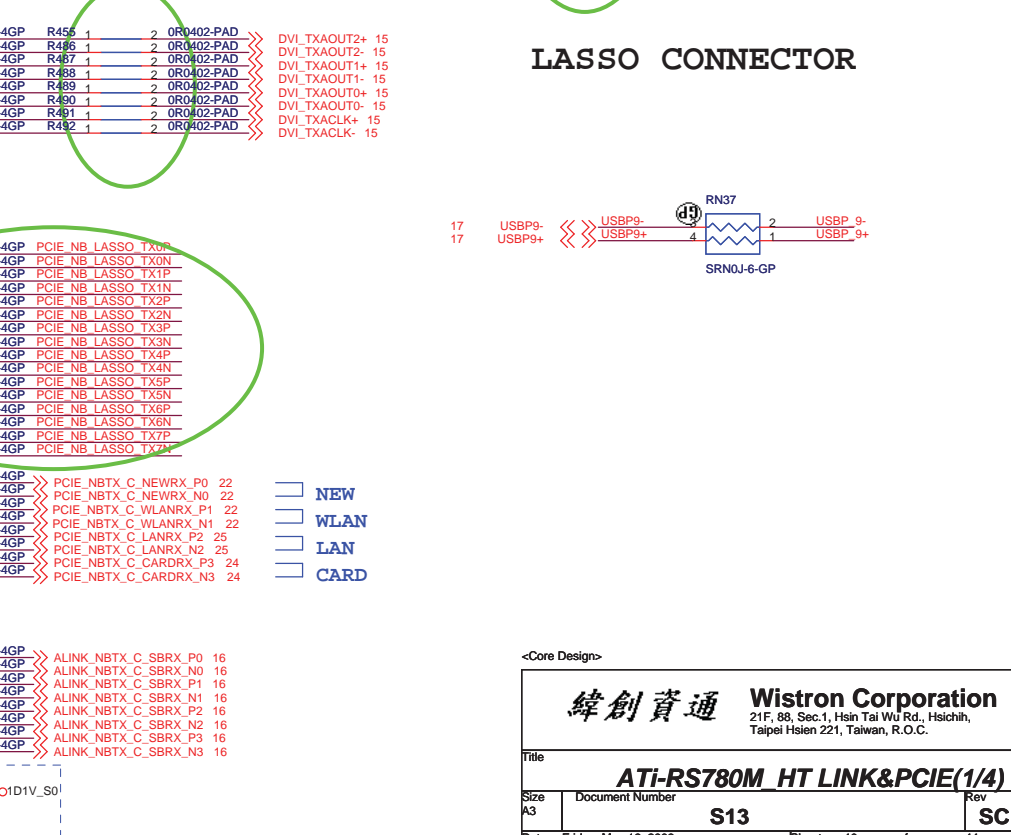 -4GP R455 1 2 0R0402-PAD DVI_TXAOUT2+ 15
-4GP R486 1 2 0R0402-PAD DVI_TXAOUT2- 15
-4GP R487 1 2 0R0402-PAD DVI_TXAOUT1+ 15
-4GP R488 1 2 0R0402-PAD DVI_TXAOUT1- 15
-4GP R489 1 2 0R0402-PAD DVI_TXAOUT0+ 15
-4GP R490 1 2 0R0402-PAD DVI_TXAOUT0- 15
-4GP R491 1 2 0R0402-PAD DVI_TXACLK+ 15
-4GP R492 1 2 0R0402-PAD DVI_TXACLK- 15
LASSO CONNECTOR
RN37
GP
17 USBP9- USBP9- 3 2 USBP_9-
17 USBP9+ USBP9+ 4 1 USBP_9+
SRN0J-6-GP
-4GP PCIE_NB_LASSO_TX0P
-4GP PCIE_NB_LASSO_TX0N
-4GP PCIE_NB_LASSO_TX1P
-4GP PCIE_NB_LASSO_TX1N
-4GP PCIE_NB_LASSO_TX2P
-4GP PCIE_NB_LASSO_TX2N
-4GP PCIE_NB_LASSO_TX3P
-4GP PCIE_NB_LASSO_TX3N
-4GP PCIE_NB_LASSO_TX4P
-4GP PCIE_NB_LASSO_TX4N
-4GP PCIE_NB_LASSO_TX5P
-4GP PCIE_NB_LASSO_TX5N
-4GP PCIE_NB_LASSO_TX6P
-4GP PCIE_NB_LASSO_TX6N
-4GP PCIE_NB_LASSO_TX7P
-4GP PCIE_NB_LASSO_TX7N
-4GP PCIE_NBTX_C_NEWRX_P0 22
-4GP PCIE_NBTX_C_NEWRX_N0 22
NEW
-4GP PCIE_NBTX_C_WLANRX_P1 22
-4GP PCIE_NBTX_C_WLANRX_N1 22
WLAN
-4GP PCIE_NBTX_C_LANRX_P2 25
-4GP PCIE_NBTX_C_LANRX_N2 25
LAN
-4GP PCIE_NBTX_C_CARDRX_P3 24
-4GP PCIE_NBTX_C_CARDRX_N3 24
CARD
-4GP ALINK_NBTX_C_SBRX_P0 16
-4GP ALINK_NBTX_C_SBRX_N0 16
-4GP ALINK_NBTX_C_SBRX_P1 16
-4GP ALINK_NBTX_C_SBRX_N1 16
-4GP ALINK_NBTX_C_SBRX_P2 16
-4GP ALINK_NBTX_C_SBRX_N2 16
-4GP ALINK_NBTX_C_SBRX_P3 16
-4GP ALINK_NBTX_C_SBRX_N3 16
1D1V_S0
<Core Design>
緯創資通 Wistron Corporation
21F, 88, Sec.1, Hsin Tai Wu Rd., Hsichih,
Taipei Hsien 221, Taiwan, R.O.C.
Title
ATi-RS780M_HT LINK&PCIE(1/4)
Size Document Number Rev
A3 S13 SC